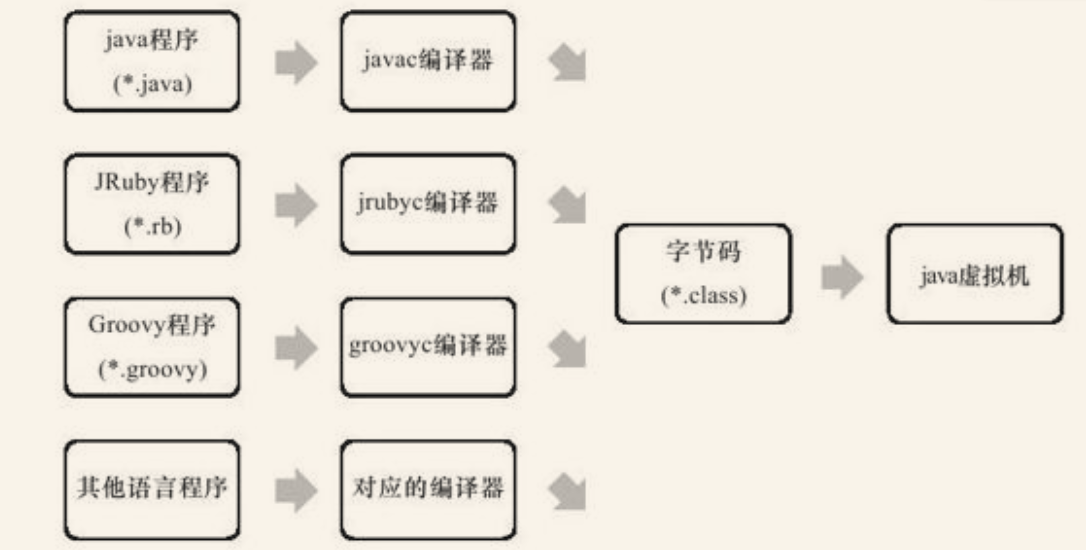 java程序
(*.java)
javac编译器
JRuby程序
(*.rb)
jrubyc编译器
Groovy程序
(*.groovy)
groovyc编译器
其他语言程序
对应的编译器
字节码
(*.class)
java虚拟机